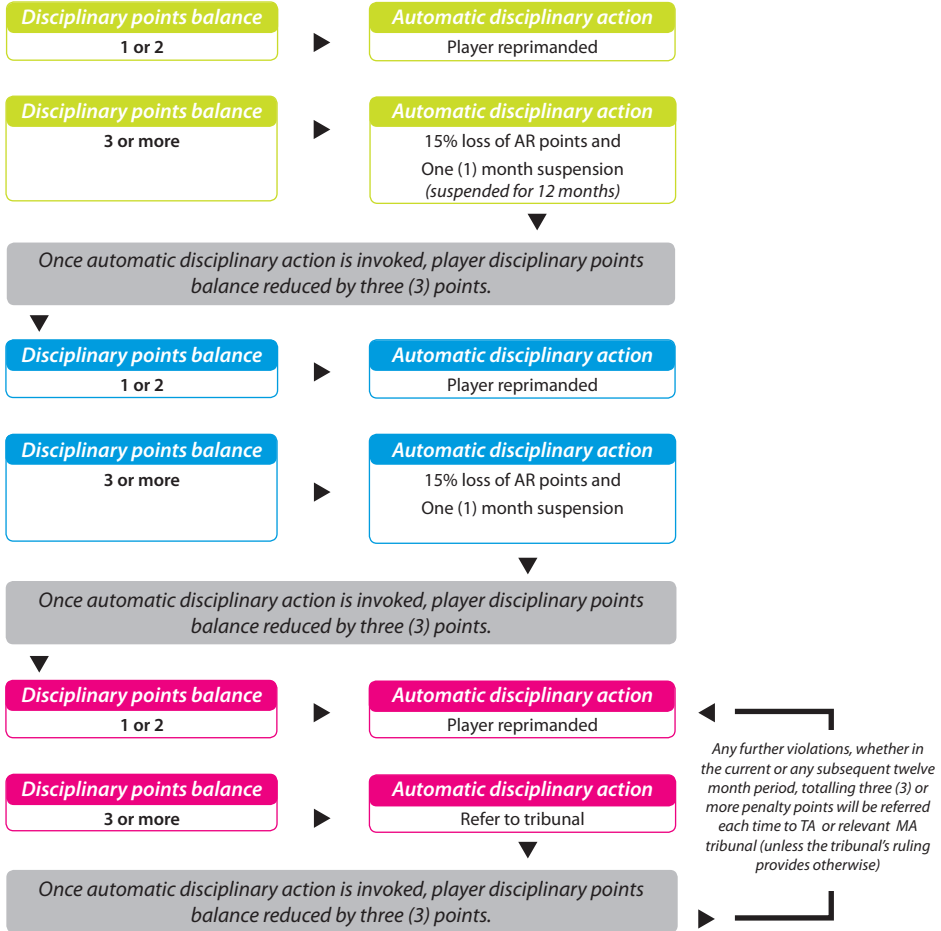 Disciplinary points balance
1 or 2
Automatic disciplinary action
Player reprimanded
Disciplinary points balance
3 or more
Automatic disciplinary action
15% loss of AR points and
One (1) month suspension
(suspended for 12 months)
Once automatic disciplinary action is invoked, player disciplinary points
balance reduced by three (3) points.
Disciplinary points balance
1 or 2
Automatic disciplinary action
Player reprimanded
Disciplinary points balance
3 or more
Automatic disciplinary action
15% loss of AR points and
One (1) month suspension
Once automatic disciplinary action is invoked, player disciplinary points
balance reduced by three (3) points.
Disciplinary points balance
1 or 2
Automatic disciplinary action
Player reprimanded
Disciplinary points balance
3 or more
Automatic disciplinary action
Refer to tribunal
Any further violations, whether in
the current or any subsequent twelve
month period, totalling three (3) or
more penalty points will be referred
each time to TA or relevant MA
tribunal (unless the tribunal's ruling
provides otherwise)
Once automatic disciplinary action is invoked, player disciplinary points
balance reduced by three (3) points.